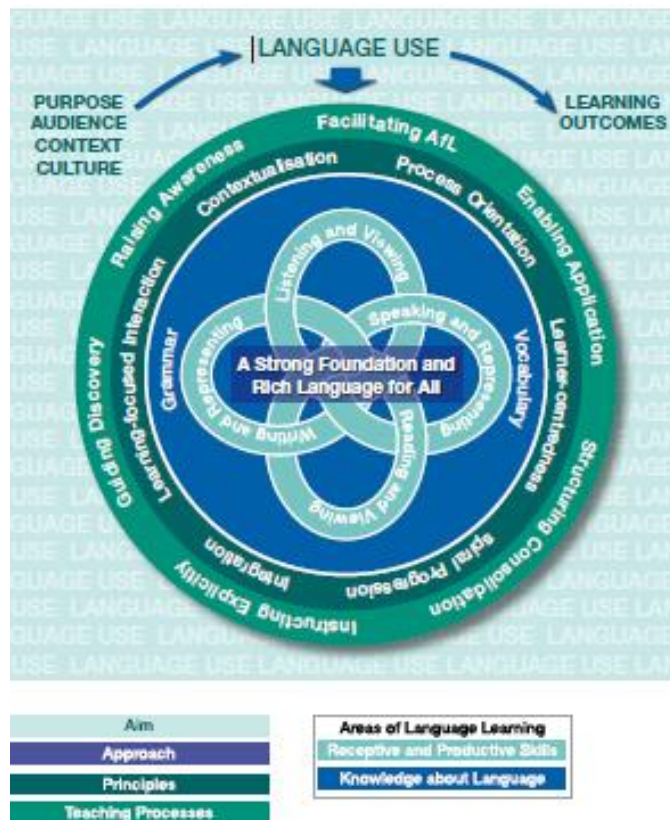 LANGUAGE USE
PURPOSE
AUDIENCE
CONTEXT
CULTURE
LEARNING
OUTCOMES
Raising Awareness
Facilitating AfL
Enabling Application
Structuring Consolidation
Instructing Explicitly
Guiding Discovery
Contextualisation
Process Orientation
Learner-centredness
Spiral Progression
Integration
Learning-focused Interaction
Grammar
Vocabulary
Listening and Viewing
Speaking and Representing
Reading and Viewing
Writing and Representing
A Strong Foundation and
Rich Language for All
Aim
Approach
Principles
Teaching Processes
Areas of Language Learning
Receptive and Productive Skills
Knowledge about Language